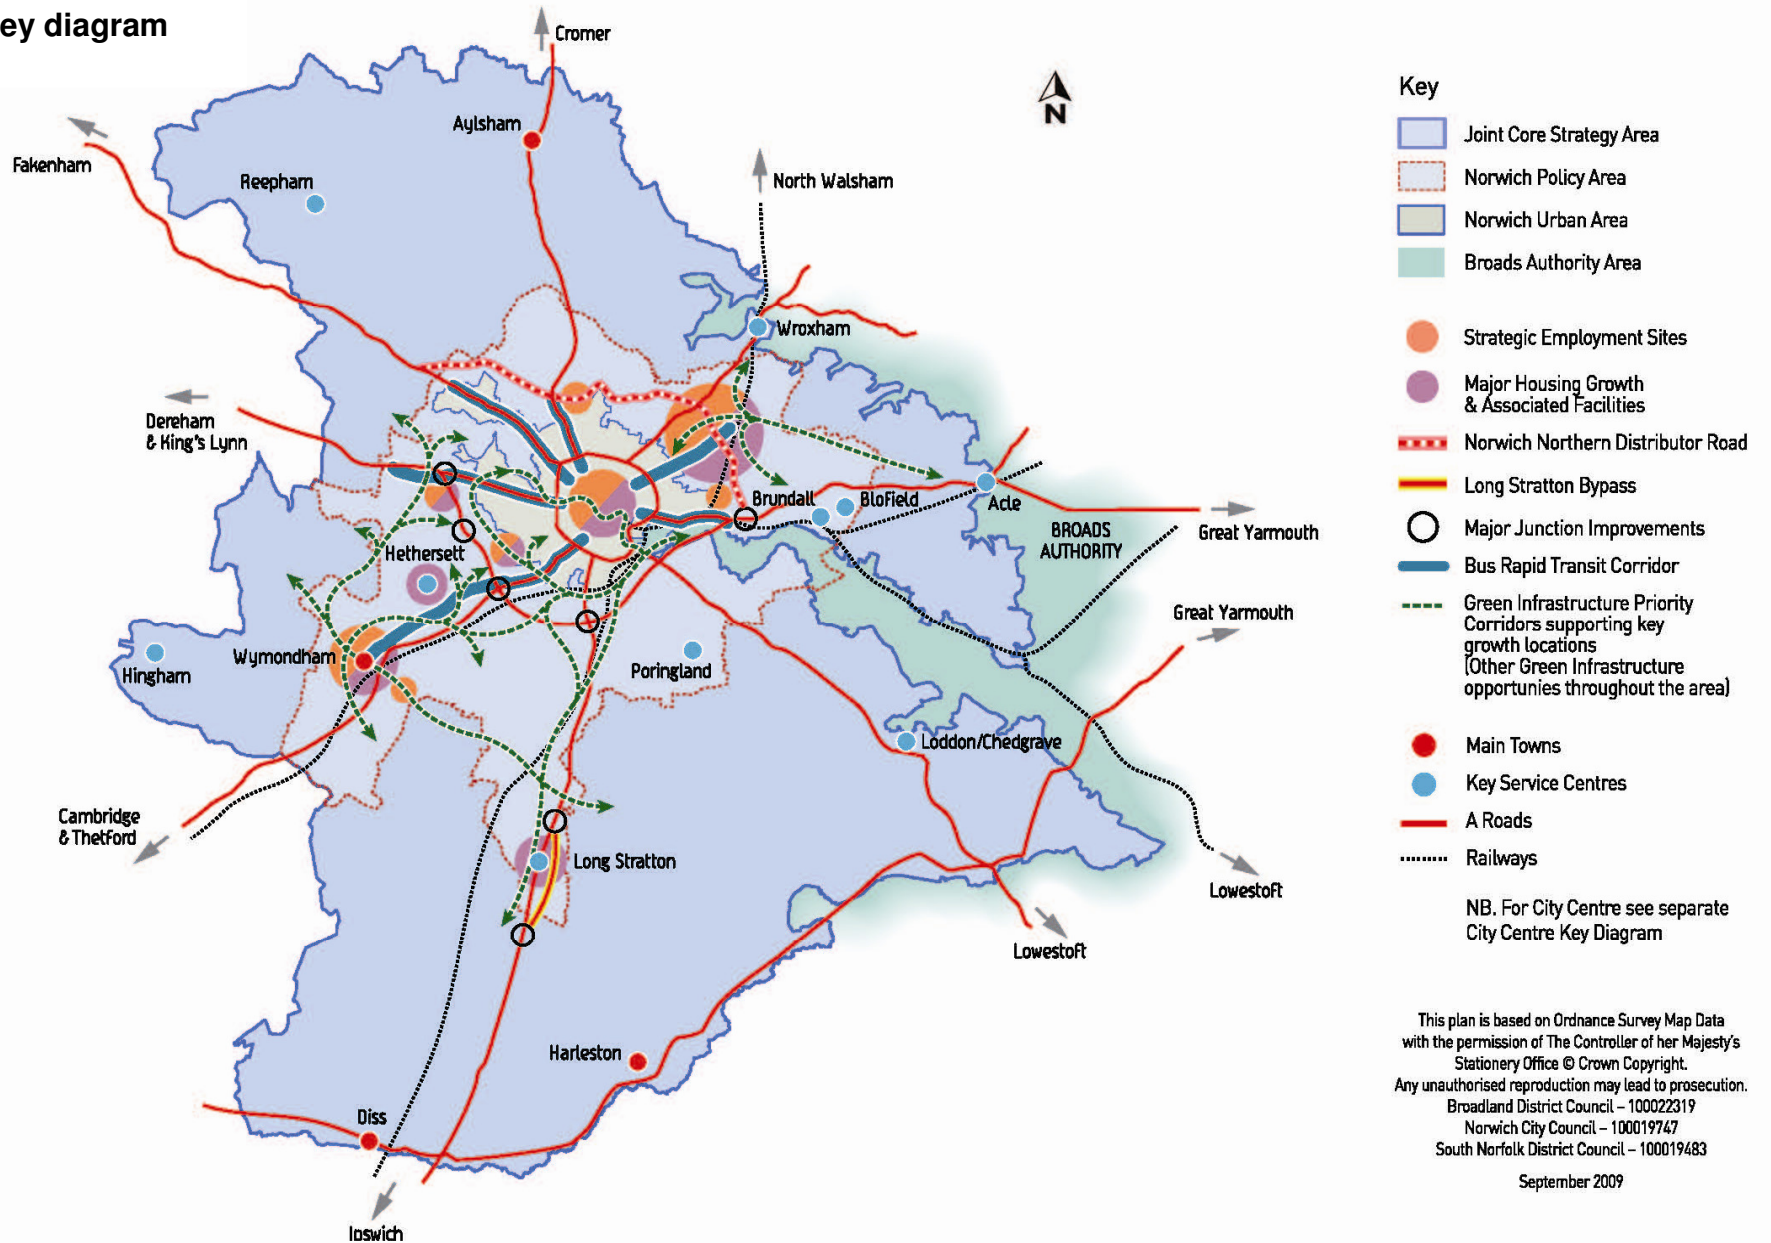 ey diagram
Cromer
Aylsham
Fakenham
Reepham
North Walsham
Wroxham
Dereham
& King's Lynn
Brundall
Blofield
Acle
Great Yarmouth
BROADS
AUTHORITY
Hethersett
Great Yarmouth
Hingham
Wymondham
Poringland
Loddon/Chedgrave
Cambridge
& Thetford
Long Stratton
Lowestoft
Lowestoft
Harleston
Diss
Ipswich
N
Key
Joint Core Strategy Area
Norwich Policy Area
Norwich Urban Area
Broads Authority Area
Strategic Employment Sites
Major Housing Growth
& Associated Facilities
Norwich Northern Distributor Road
Long Stratton Bypass
Major Junction Improvements
Bus Rapid Transit Corridor
Green Infrastructure Priority
Corridors supporting key
growth locations
(Other Green Infrastructure
opportunies throughout the area)
Main Towns
Key Service Centres
A Roads
Railways
NB. For City Centre see separate
City Centre Key Diagram
This plan is based on Ordnance Survey Map Data
with the permission of The Controller of her Majesty's
Stationery Office © Crown Copyright.
Any unauthorised reproduction may lead to prosecution.
Broadland District Council – 100022319
Norwich City Council – 100019747
South Norfolk District Council – 100019483
September 2009